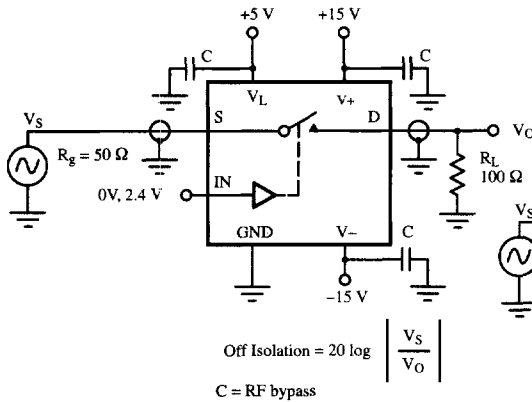 +5 V
+15 V
C
C
V_L
V+
V_S
S
D
V_O
R_g = 50 Ω
R_L
100 Ω
0V, 2.4 V
IN
V_S
GND
V−
C
−15 V
Off Isolation = 20 log | V_S / V_O |
C = RF bypass